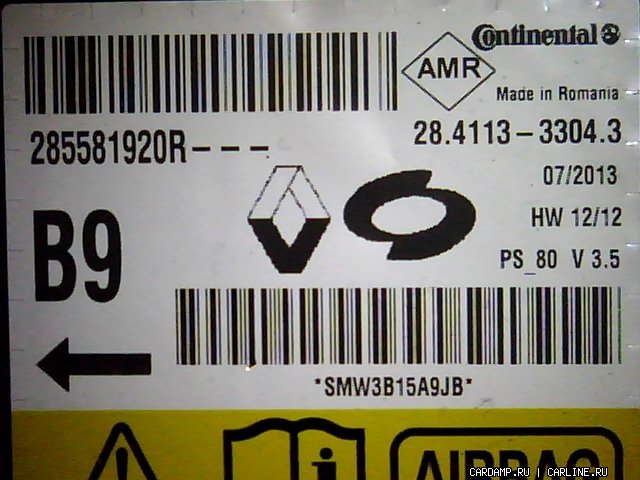 Continental
AMR
Made in Romania
285581920R---
28.4113-3304.3
07/2013
HW 12/12
B9
PS_80 V 3.5
*SMW3B15A9JB*
AIRBAG
CARDAMP.RU | CARLINE.RU